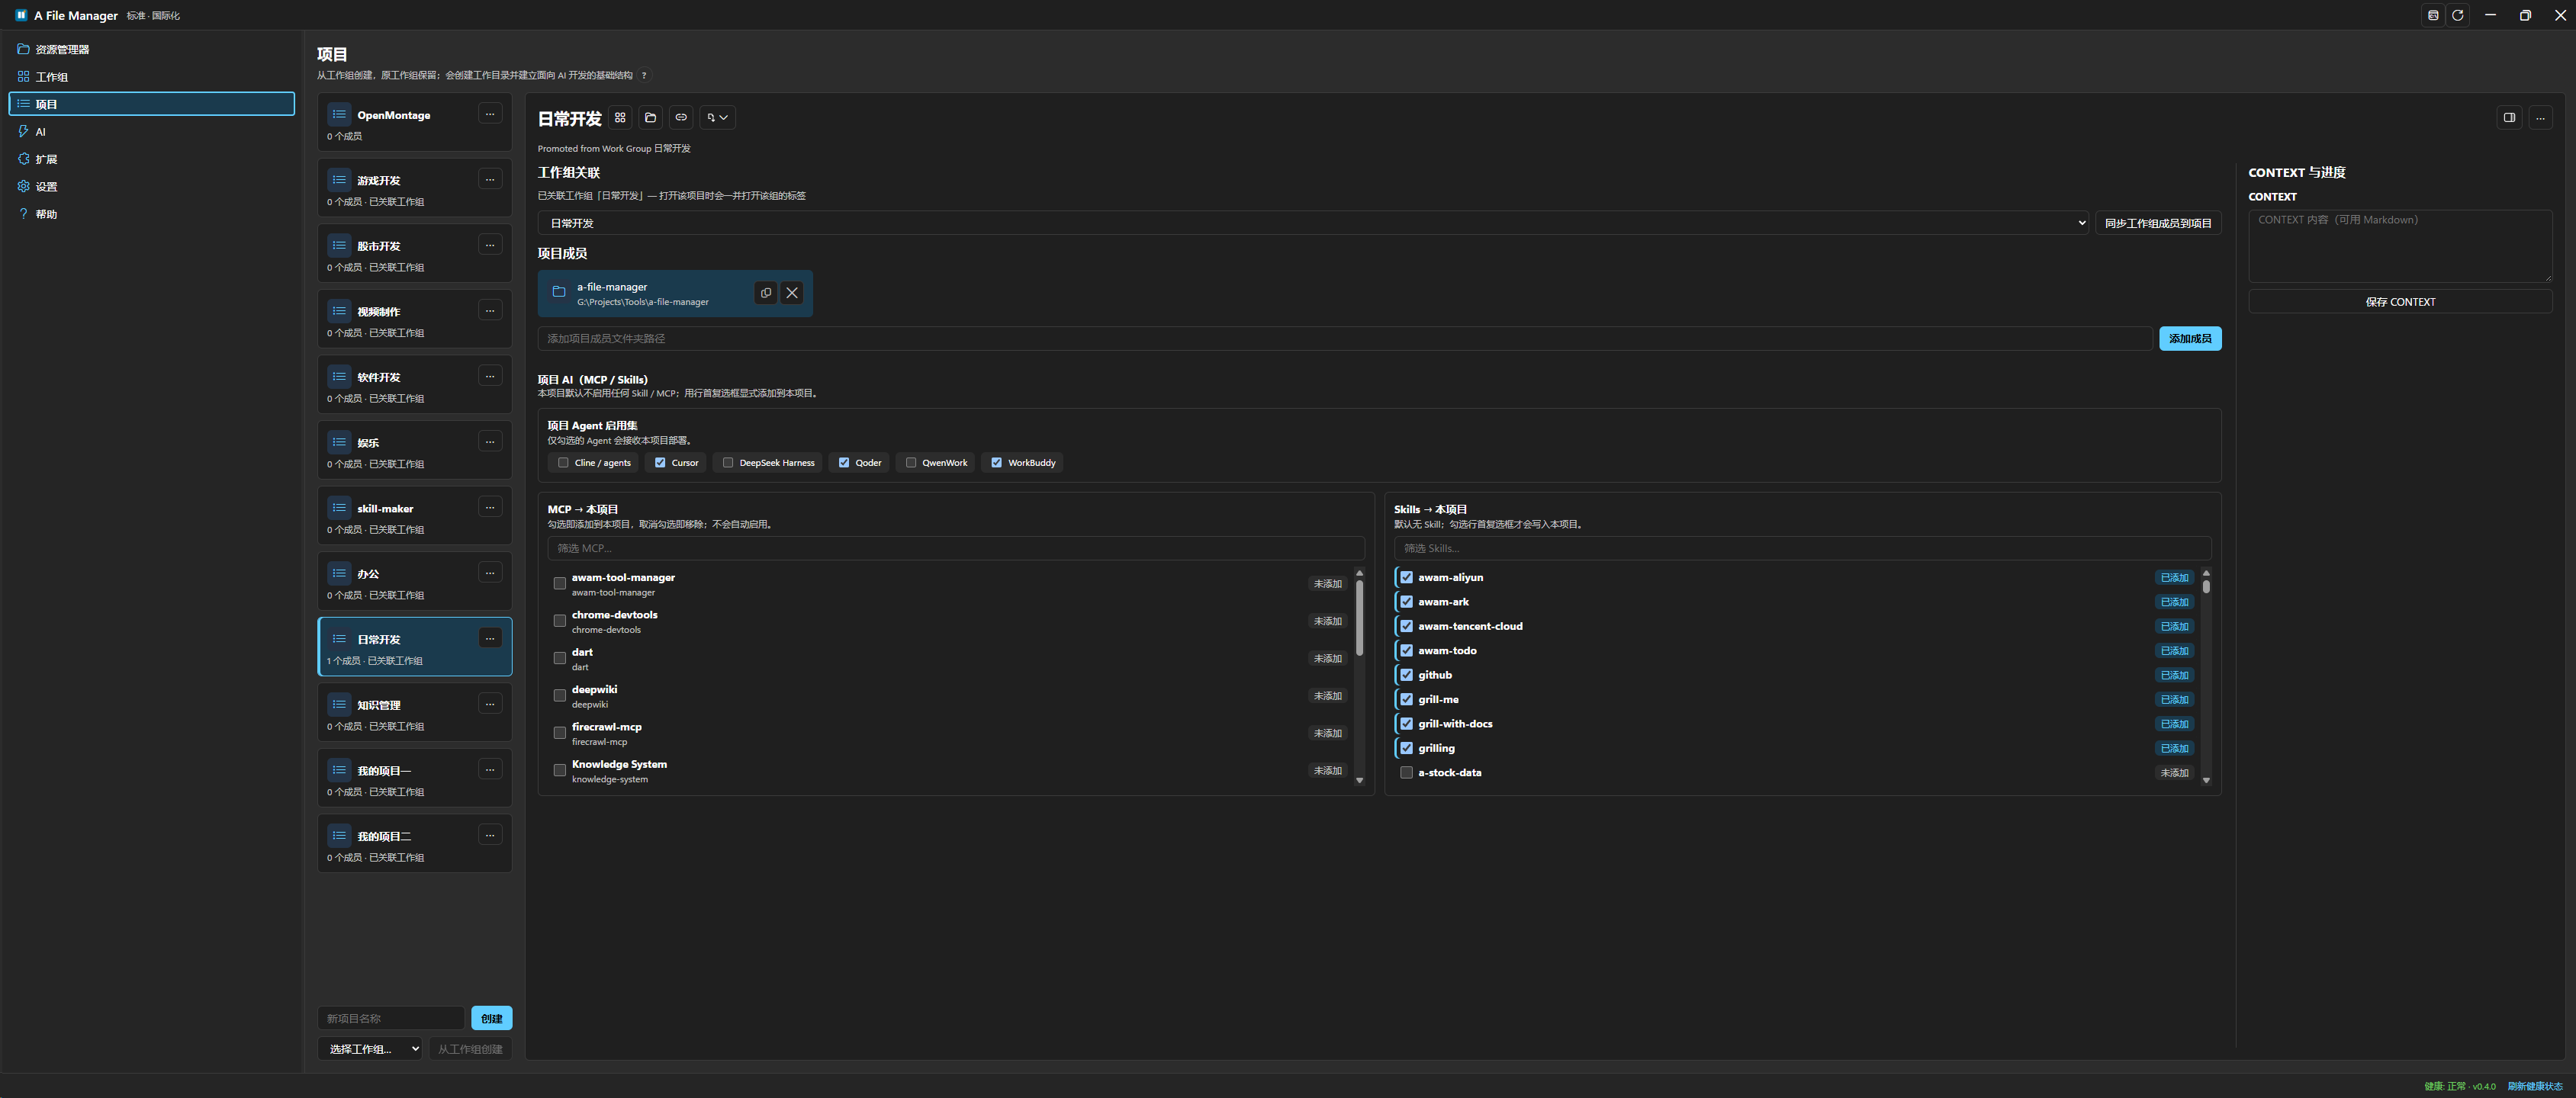 A File Manager 标准 · 国际化
资源管理器
工作组
项目
AI
扩展
设置
帮助
项目
从工作组创建，原工作组保留；会创建工作目录并建立面向 AI 开发的基础结构 ?
OpenMontage
0 个成员
游戏开发
0 个成员 · 已关联工作组
股市开发
0 个成员 · 已关联工作组
视频制作
0 个成员 · 已关联工作组
软件开发
0 个成员 · 已关联工作组
娱乐
0 个成员 · 已关联工作组
skill-maker
0 个成员 · 已关联工作组
办公
0 个成员 · 已关联工作组
日常开发
1 个成员 · 已关联工作组
知识管理
0 个成员 · 已关联工作组
我的项目一
0 个成员 · 已关联工作组
我的项目二
0 个成员 · 已关联工作组
新项目名称 创建
选择工作组... 从工作组创建
日常开发
Promoted from Work Group 日常开发
工作组关联
已关联工作组「日常开发」— 打开该项目时会一并打开该组的标签
日常开发 同步工作组成员到项目
项目成员
a-file-manager
G:\Projects\Tools\a-file-manager
添加项目成员文件夹路径 添加成员
项目 AI（MCP / Skills）
本项目默认不启用任何 Skill / MCP；用行首复选框显式添加到本项目。
项目 Agent 启用集
仅勾选的 Agent 会接收本项目部署。
Cline / agents Cursor DeepSeek Harness Qoder QwenWork WorkBuddy
MCP → 本项目
勾选即添加到本项目，取消勾选即移除；不会自动启用。
筛选 MCP...
awam-tool-manager
awam-tool-manager
未添加
chrome-devtools
chrome-devtools
未添加
dart
dart
未添加
deepwiki
deepwiki
未添加
firecrawl-mcp
firecrawl-mcp
未添加
Knowledge System
knowledge-system
未添加
Skills → 本项目
默认无 Skill；勾选行首复选框才会写入本项目。
筛选 Skills...
awam-aliyun 已添加
awam-ark 已添加
awam-tencent-cloud 已添加
awam-todo 已添加
github 已添加
grill-me 已添加
grill-with-docs 已添加
grilling 已添加
a-stock-data 未添加
CONTEXT 与进度
CONTEXT
CONTEXT 内容（可用 Markdown）
保存 CONTEXT
健康: 正常 · v0.4.0 刷新健康状态